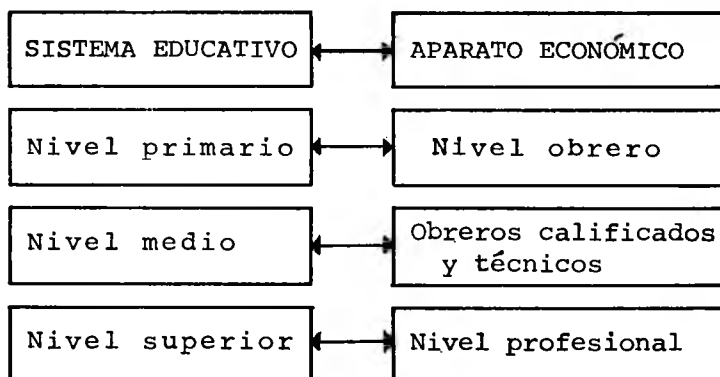 SISTEMA EDUCATIVO
APARATO ECONÓMICO
Nivel primario
Nivel obrero
Nivel medio
Obreros calificados
y técnicos
Nivel superior
Nivel profesional